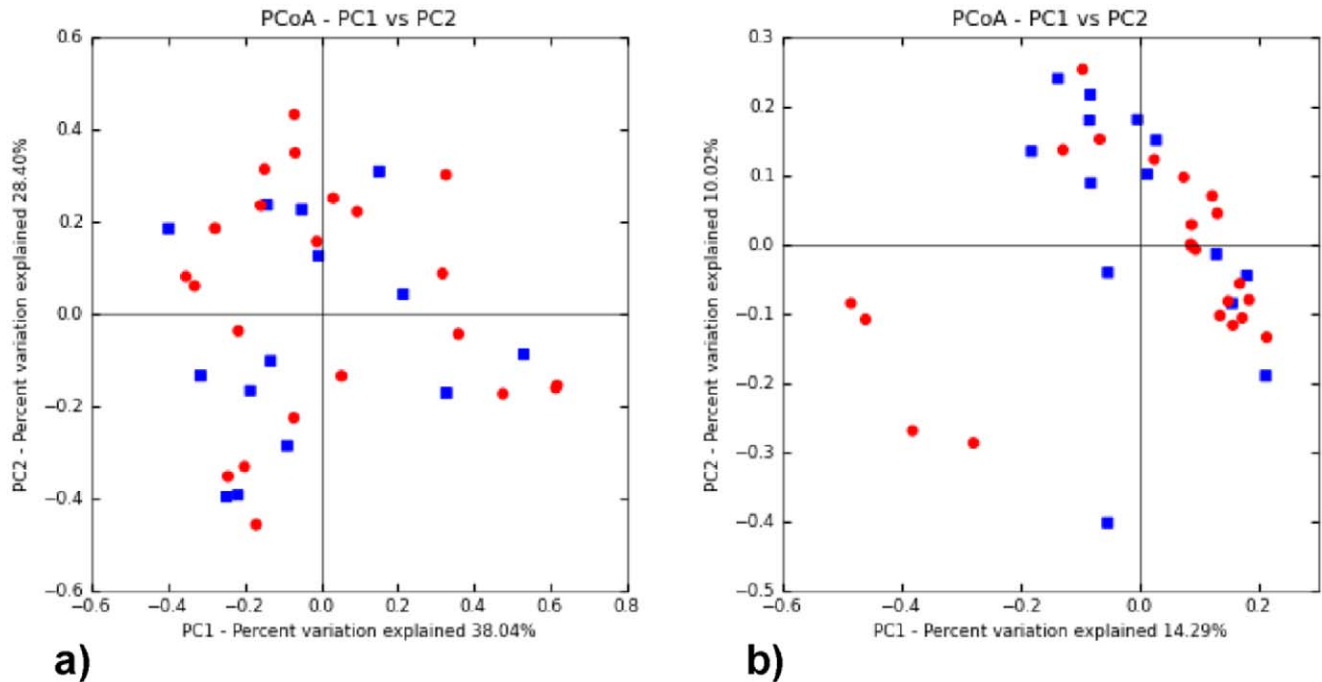 PCoA - PC1 vs PC2
0.6
0.4
0.2
0.0
−0.2
−0.4
−0.6
PC2 - Percent variation explained 28.40%
−0.6 −0.4 −0.2 0.0 0.2 0.4 0.6 0.8
PC1 - Percent variation explained 38.04%
a)
PCoA - PC1 vs PC2
0.3
0.2
0.1
0.0
−0.1
−0.2
−0.3
−0.4
−0.5
PC2 - Percent variation explained 10.02%
−0.6 −0.4 −0.2 0.0 0.2
PC1 - Percent variation explained 14.29%
b)